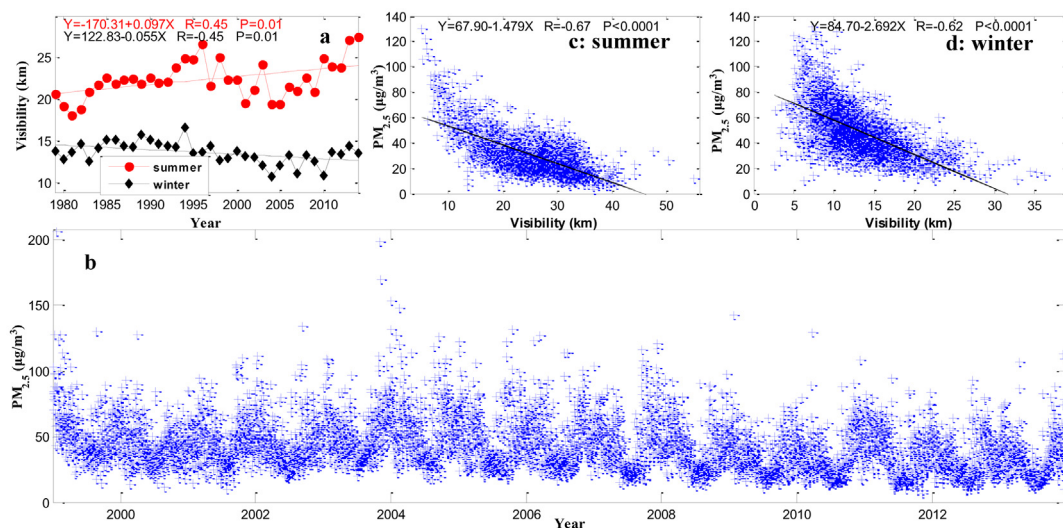 Y=-170.31+0.097X R=0.45 P=0.01
Y=122.83-0.055X R=-0.45 P=0.01
a
25
20
15
10
Visibility (km)
summer
winter
1980 1985 1990 1995 2000 2005 2010
Year
Y=67.90-1.479X R=-0.67 P<0.0001
c: summer
140
120
100
80
60
40
20
0
PM2.5 (µg/m³)
10 20 30 40 50
Visibility (km)
Y=84.70-2.692X R=-0.62 P<0.0001
d: winter
140
120
100
80
60
40
20
0
PM2.5 (µg/m³)
0 5 10 15 20 25 30 35
Visibility (km)
b
200
150
100
50
0
PM2.5 (µg/m³)
2000 2002 2004 2006 2008 2010 2012
Year